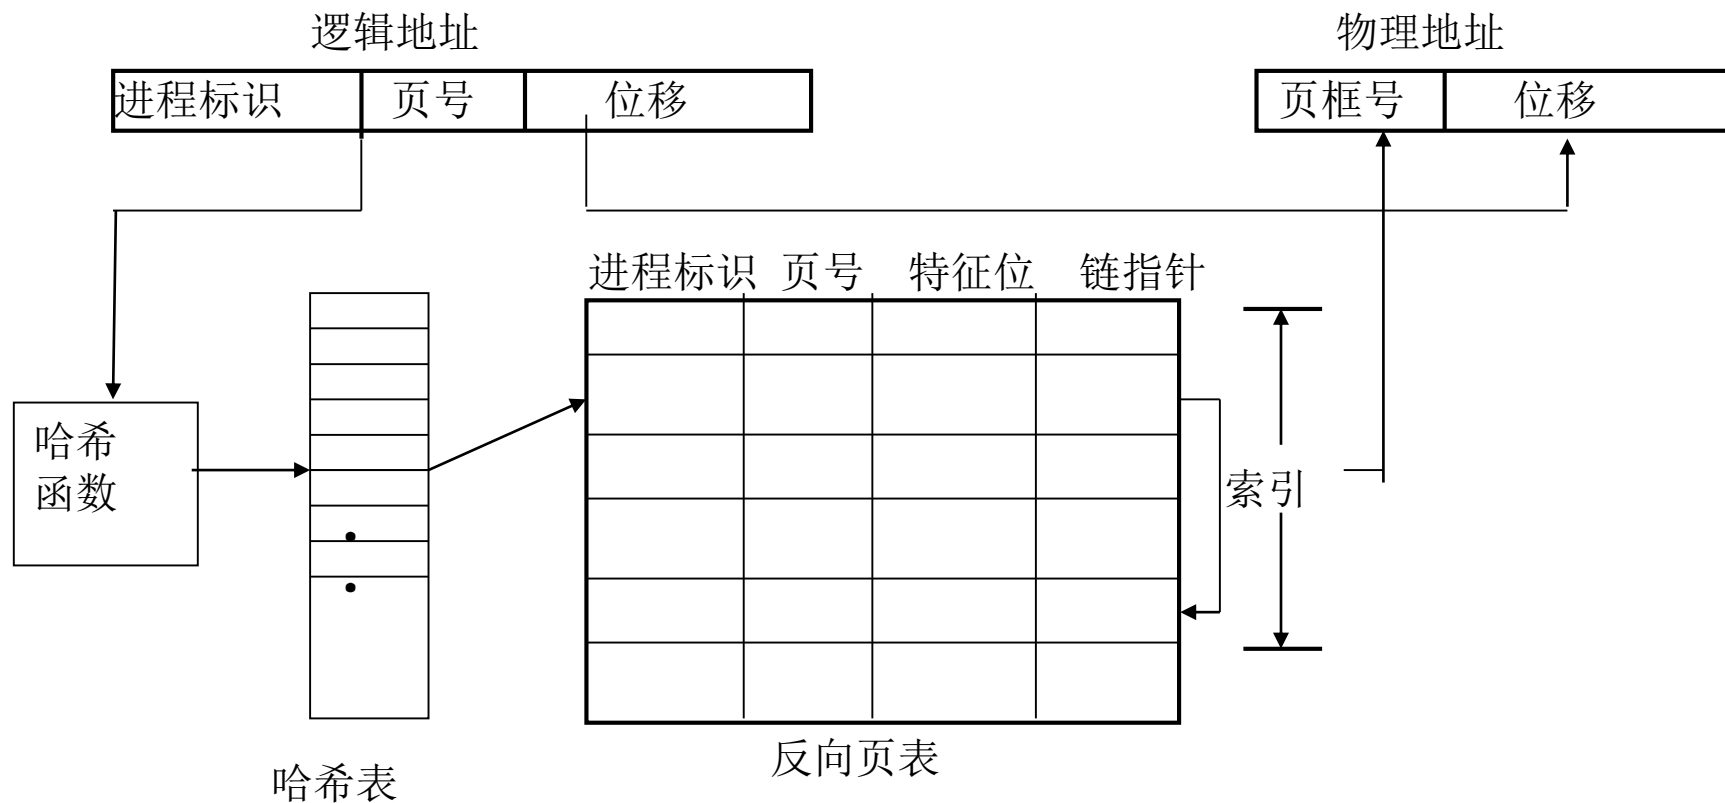 逻辑地址
物理地址
进程标识 页号 位移
页框号 位移
进程标识 页号 特征位 链指针
哈希
函数
索引
反向页表
哈希表